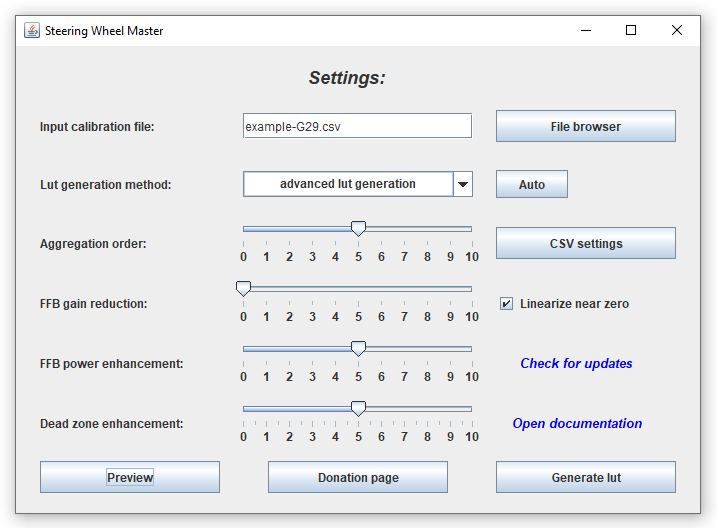 Steering Wheel Master
Settings:
Input calibration file: example-G29.csv File browser
Lut generation method: advanced lut generation Auto
Aggregation order: 0 1 2 3 4 5 6 7 8 9 10 CSV settings
FFB gain reduction: 0 1 2 3 4 5 6 7 8 9 10 Linearize near zero
FFB power enhancement: 0 1 2 3 4 5 6 7 8 9 10 Check for updates
Dead zone enhancement: 0 1 2 3 4 5 6 7 8 9 10 Open documentation
Preview Donation page Generate lut